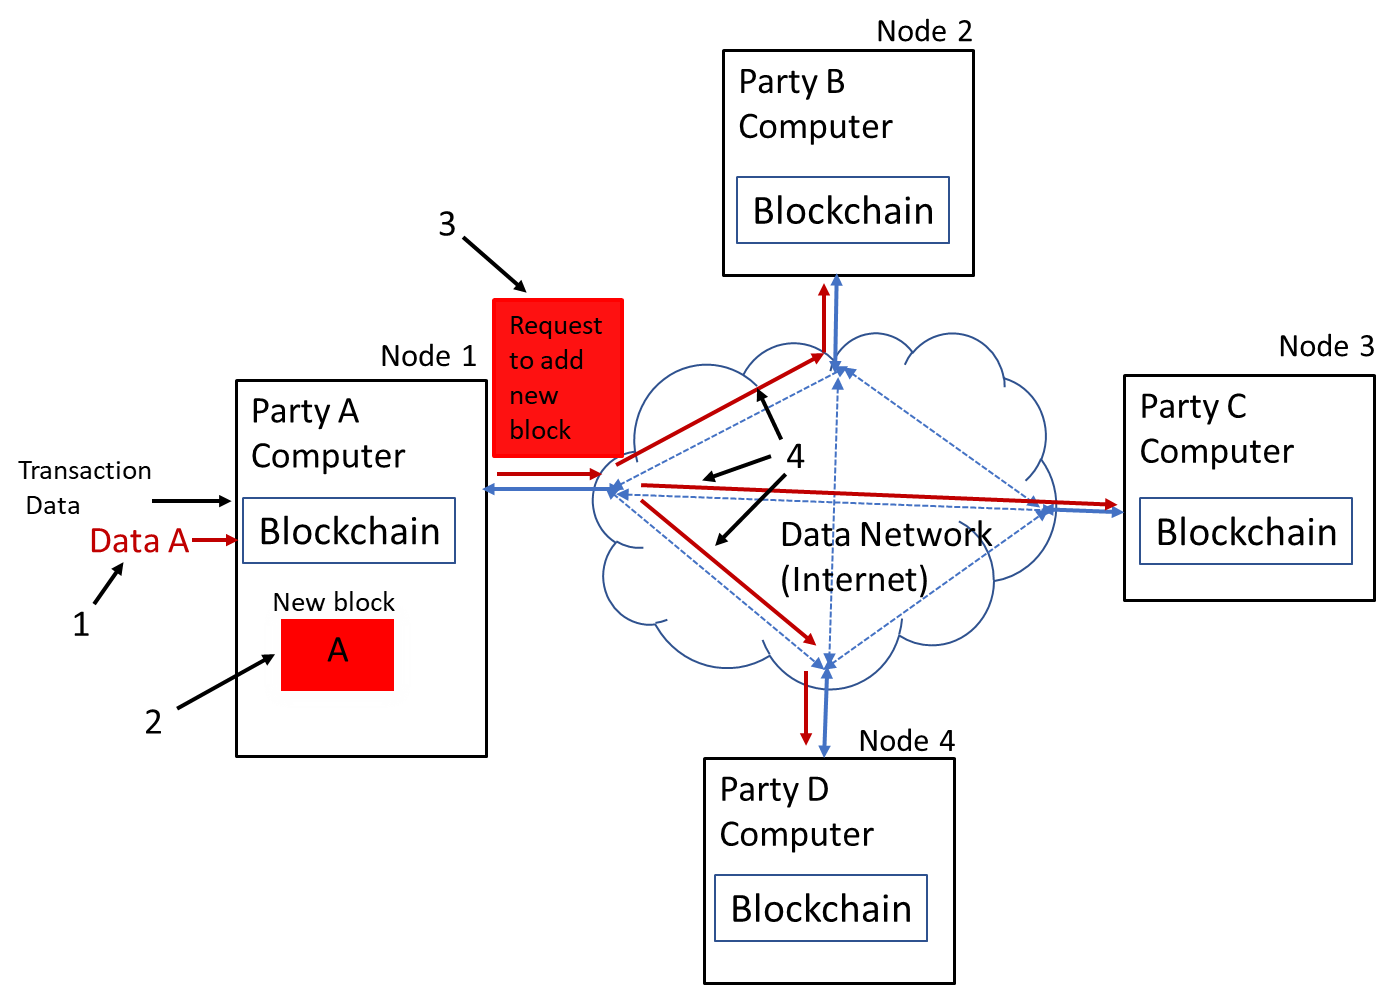 Node 2
Party B
Computer
Blockchain
3
Request
to add
new
block
Node 1
Party A
Computer
Transaction
Data
Data A
Blockchain
1
New block
A
2
4
Data Network
(Internet)
Node 3
Party C
Computer
Blockchain
Node 4
Party D
Computer
Blockchain